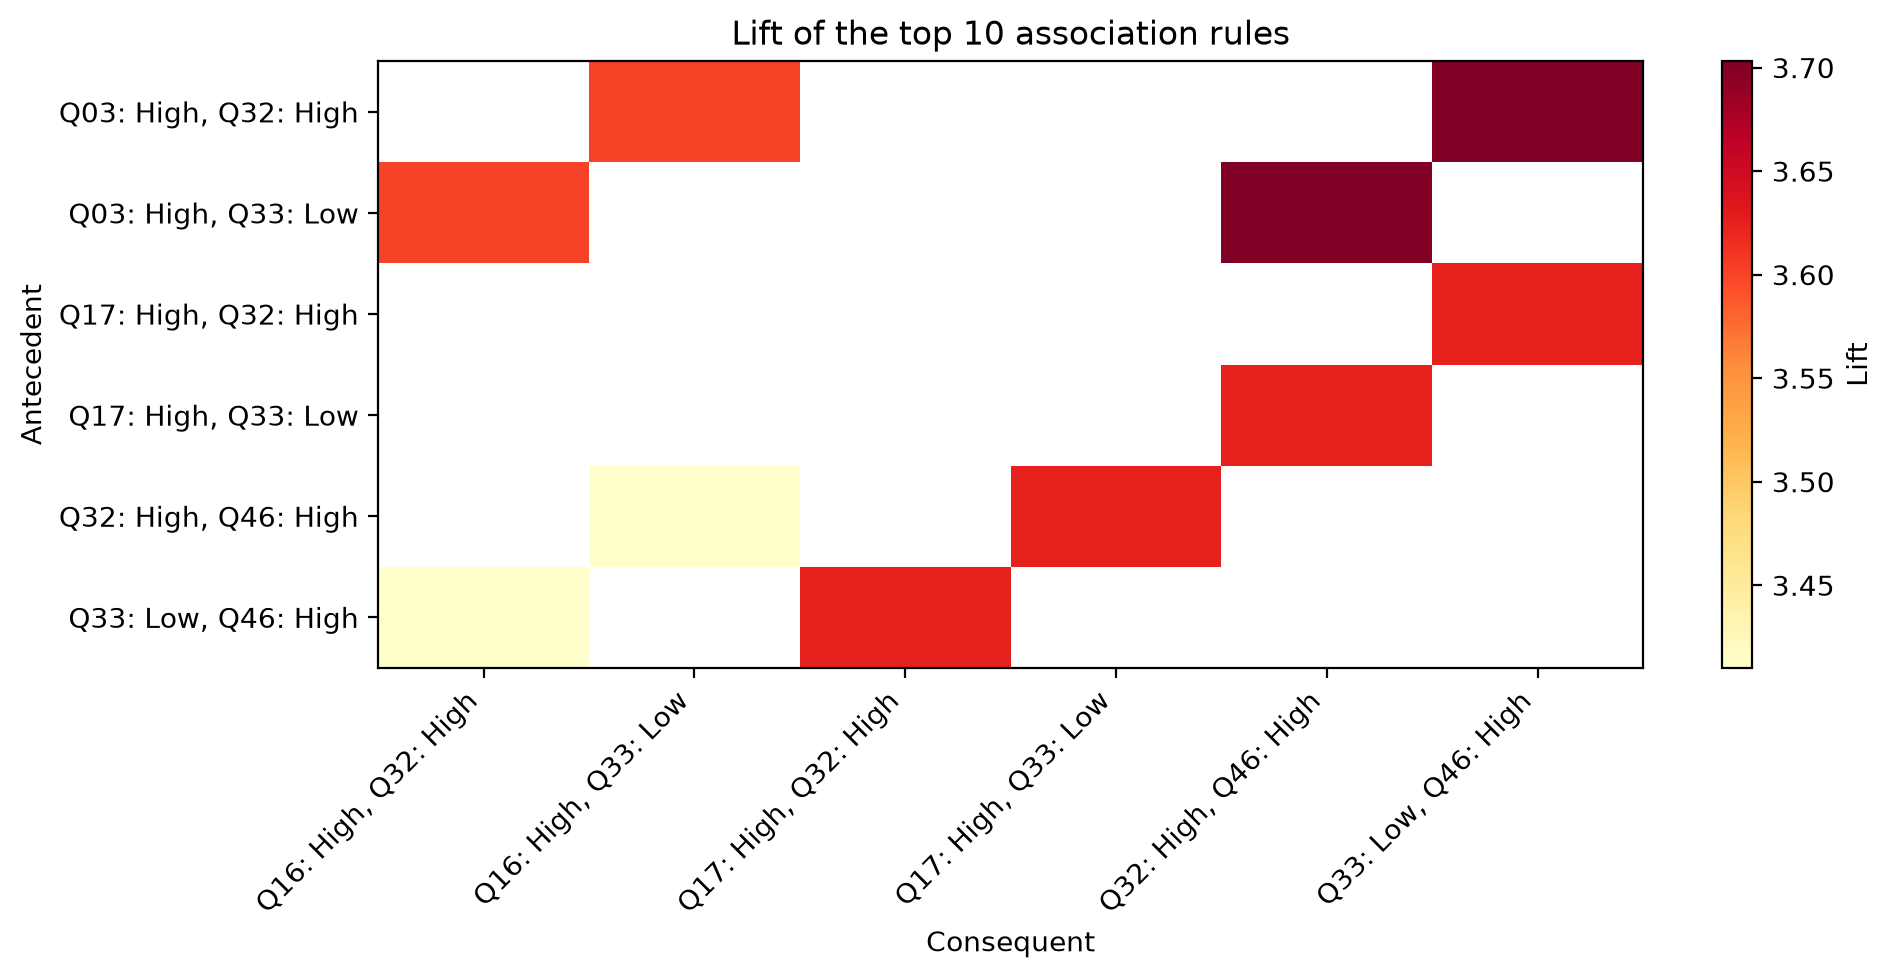 Lift of the top 10 association rules
Q03: High, Q32: High
Q03: High, Q33: Low
Q17: High, Q32: High
Q17: High, Q33: Low
Q32: High, Q46: High
Q33: Low, Q46: High
Antecedent
Q16: High, Q32: High
Q16: High, Q33: Low
Q17: High, Q32: High
Q17: High, Q33: Low
Q32: High, Q46: High
Q33: Low, Q46: High
Consequent
3.70
3.65
3.60
3.55
3.50
3.45
Lift